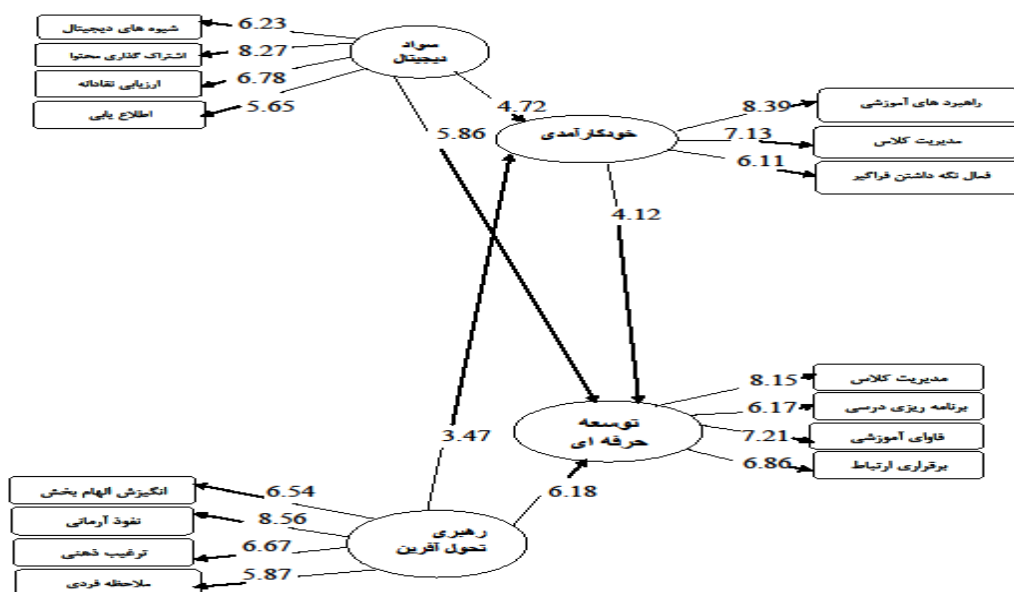 شیوه های دیجیتال
6.23
اشتراک گذاری محتوا
8.27
ارزیابی نقادانه
6.78
اطلاع یابی
5.65
سواد
دیجیتال
4.72
5.86
خودکارآمدی
8.39
راهبرد های آموزشی
7.13
مدیریت کلاس
6.11
فعال نگه داشتن فراگیر
4.12
3.47
توسعه
حرفه ای
8.15
مدیریت کلاس
6.17
برنامه ریزی درسی
7.21
فاوای آموزشی
6.86
برقراری ارتباط
6.18
انگیزش الهام بخش
6.54
نفوذ آرمانی
8.56
ترغیب ذهنی
6.67
ملاحظه فردی
5.87
رهبری
تحول آفرین